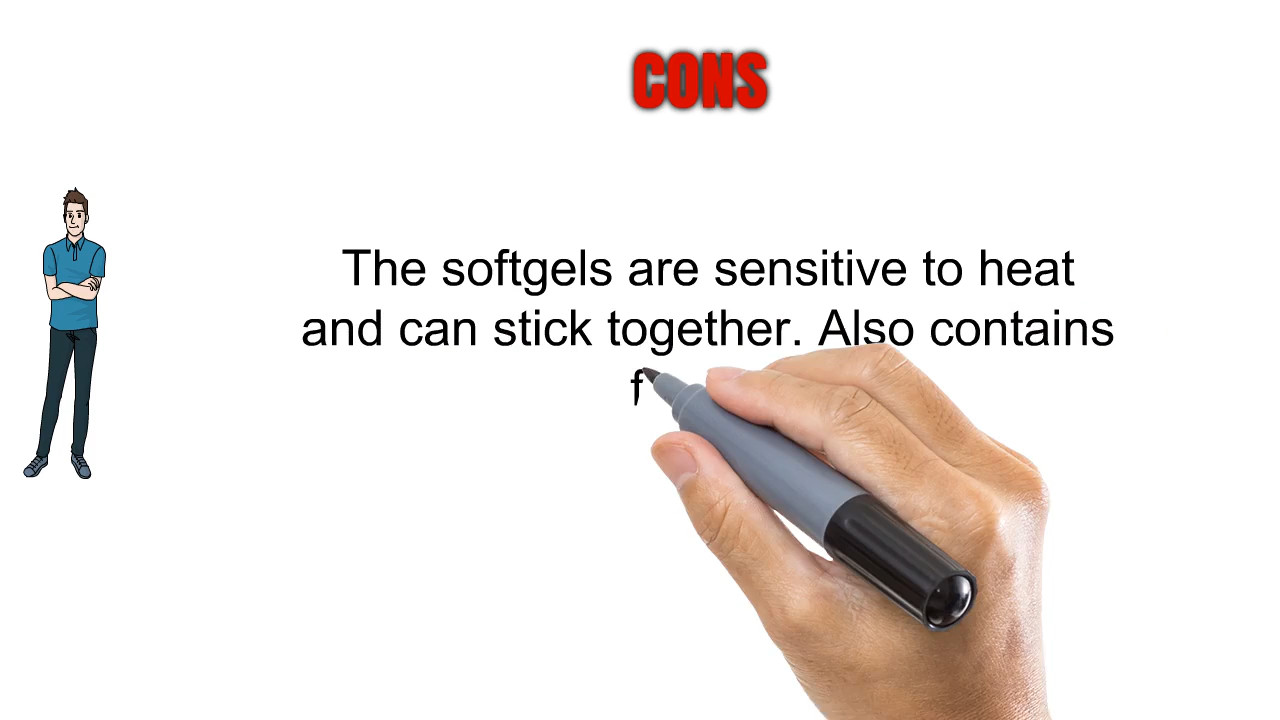 CONS
The softgels are sensitive to heat
and can stick together. Also contains
f